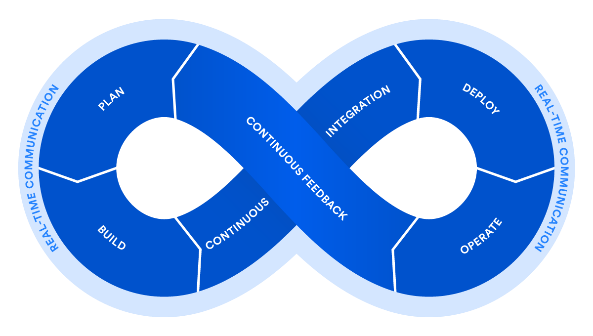 REAL-TIME COMMUNICATION
PLAN
BUILD
CONTINUOUS
INTEGRATION
DEPLOY
OPERATE
CONTINUOUS FEEDBACK
REAL-TIME COMMUNICATION